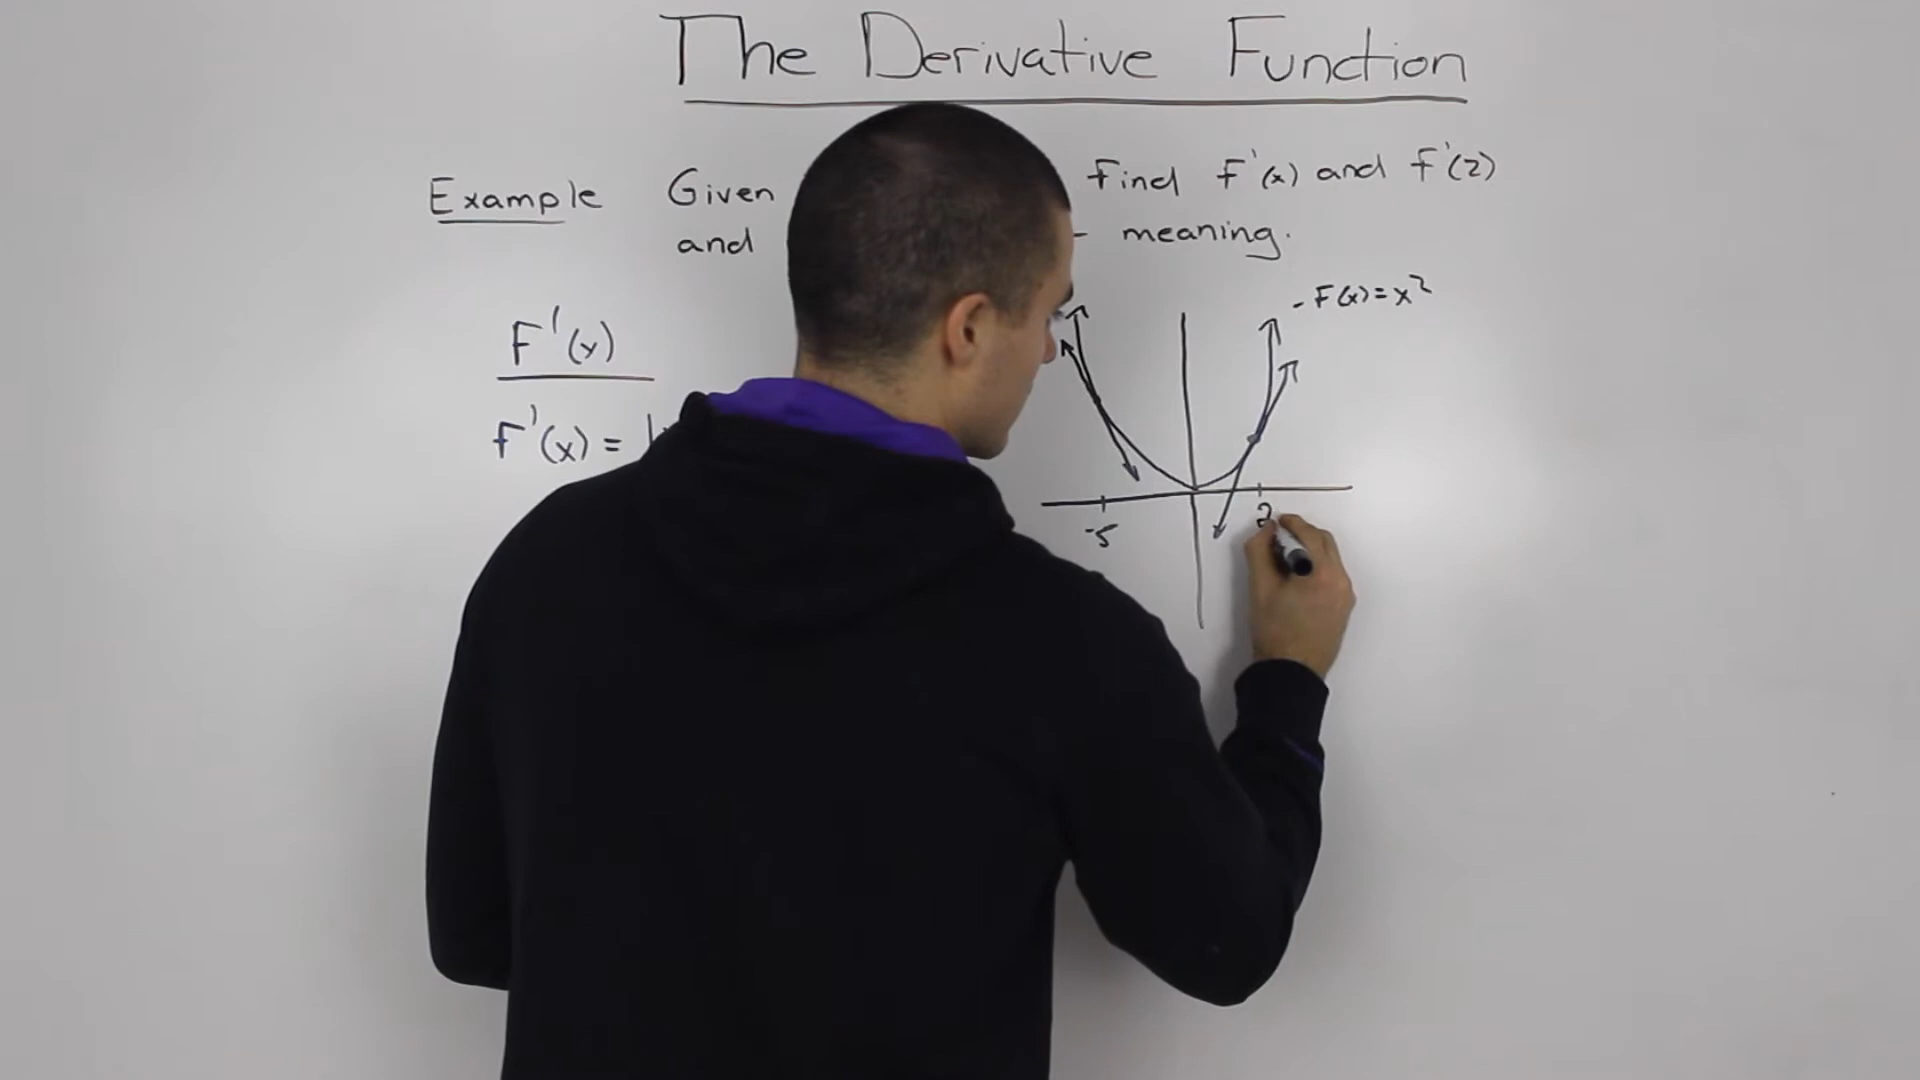 The Derivative Function
Example Given Find F'(x) and F'(2)
and meaning.
- F(x) = x²
F'(x)
F'(x) =
-5
2